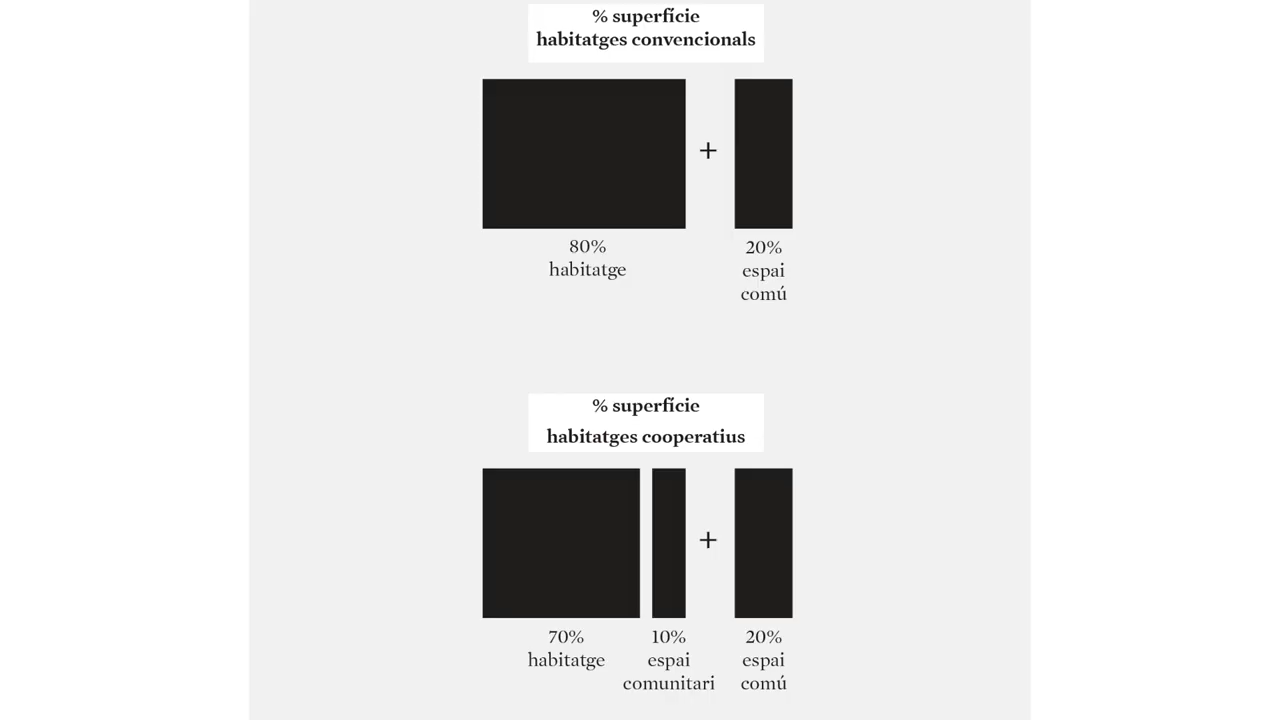 % superfície
habitatges convencionals
+
80%
habitatge
20%
espai
comú
% superfície
habitatges cooperatius
+
70%
habitatge
10%
espai
comunitari
20%
espai
comú